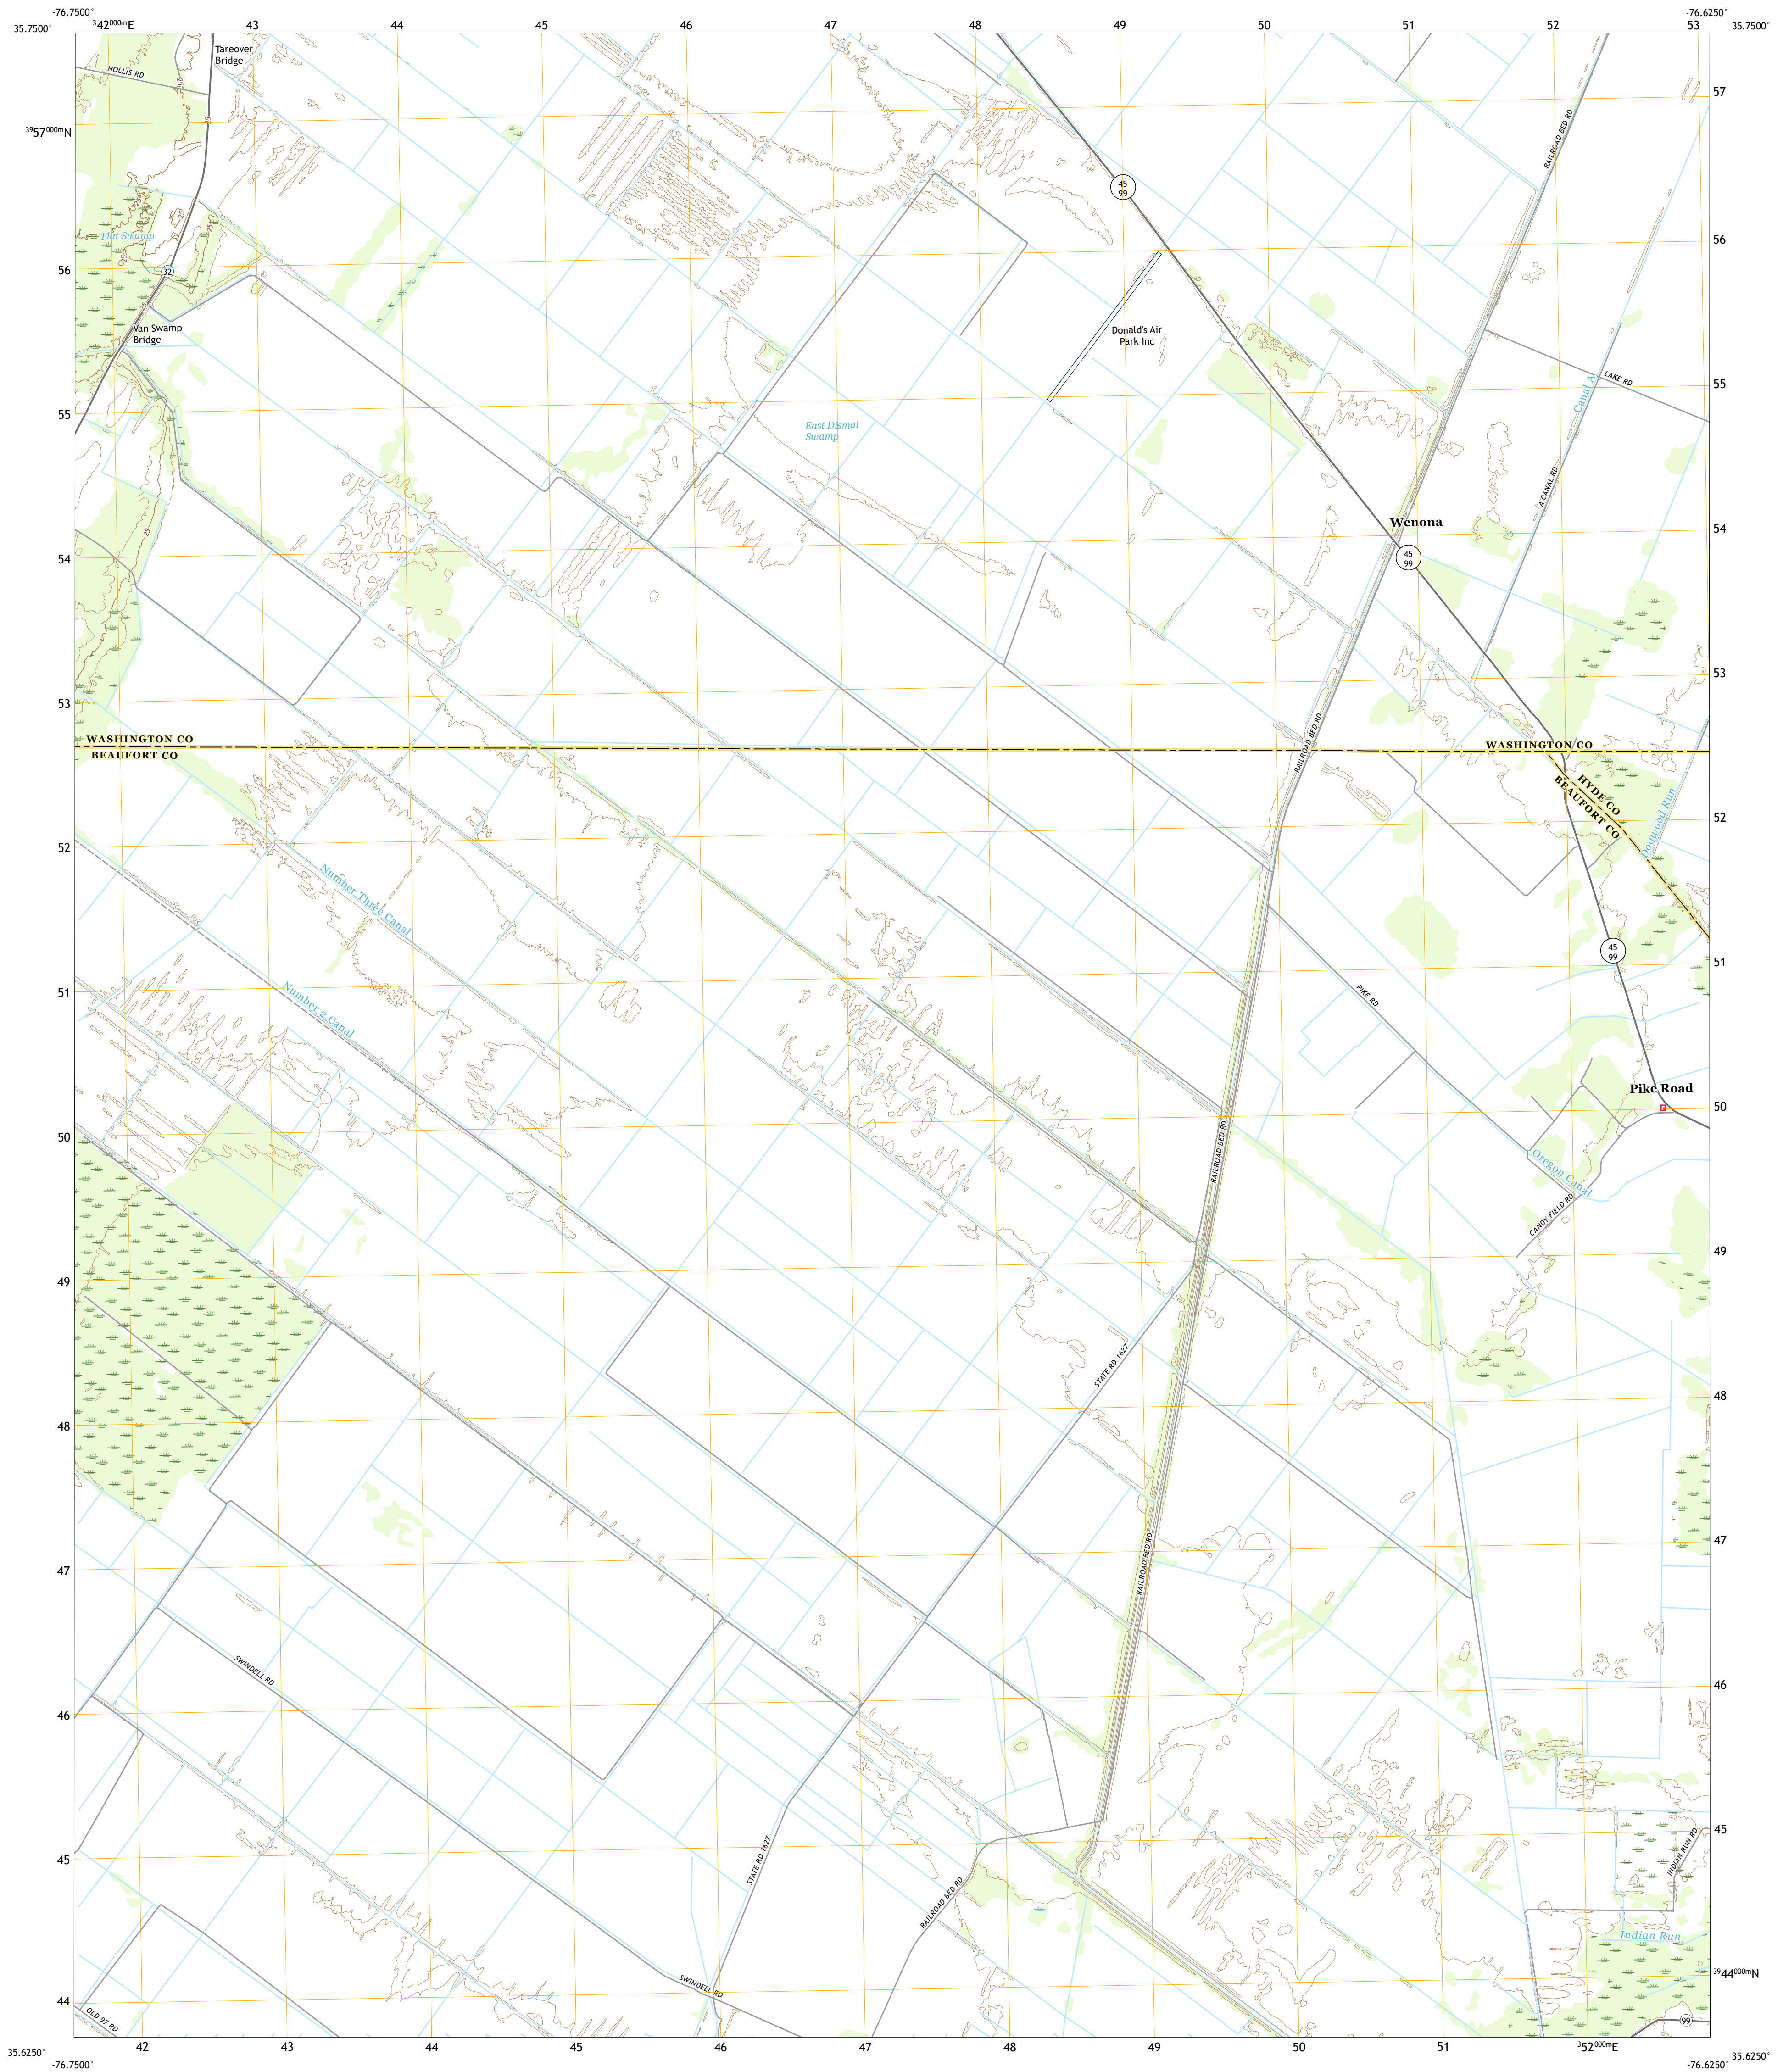 -76.7500°
-76.6250°
35.7500°
³42⁰⁰⁰ᵐE
43
44
45
46
47
48
49
50
51
52
53
35.7500°
Tareover
Bridge
HOLLIS RD
25
57
³⁹57⁰⁰⁰ᵐN
RAILROAD BED RD
45
99
25
25
25
Flat Swamp
56
25
32
56
25
Van Swamp
Bridge
Donald's Air
Park Inc
LAKE RD
55
Canal A
55
East Dismal
Swamp
A CANAL RD
Wenona
54
25
45
99
54
53
53
RAILROAD BED RD
WASHINGTON CO
BEAUFORT CO
WASHINGTON CO
HYDE CO
BEAUFORT CO
Dogwood Run
52
52
Number Three Canal
45
99
51
51
PIKE RD
Number 2 Canal
Pike Road
F
50
50
RAILROAD BED RD
Oregon Canal
CANDY FIELD RD
49
49
STATE RD 1627
48
48
RAILROAD BED RD
47
47
SWINDELL RD
46
46
45
45
STATE RD 1627
INDIAN RUN RD
RAILROAD BED RD
Indian Run
³⁹44⁰⁰⁰ᵐN
SWINDELL RD
44
OLD 97 RD
99
35.6250°
42
43
44
45
46
47
48
49
50
51
52⁰⁰⁰ᵐE
35.6250°
-76.7500°
-76.6250°